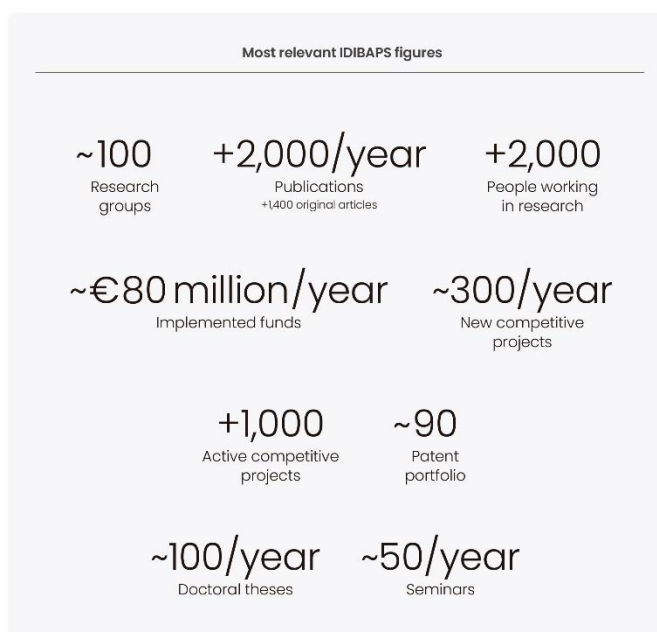 Most relevant IDIBAPS figures
~100
Research
groups
+2,000/year
Publications
+1,400 original articles
+2,000
People working
in research
~€80 million/year
Implemented funds
~300/year
New competitive
projects
+1,000
Active competitive
projects
~90
Patent
portfolio
~100/year
Doctoral theses
~50/year
Seminars